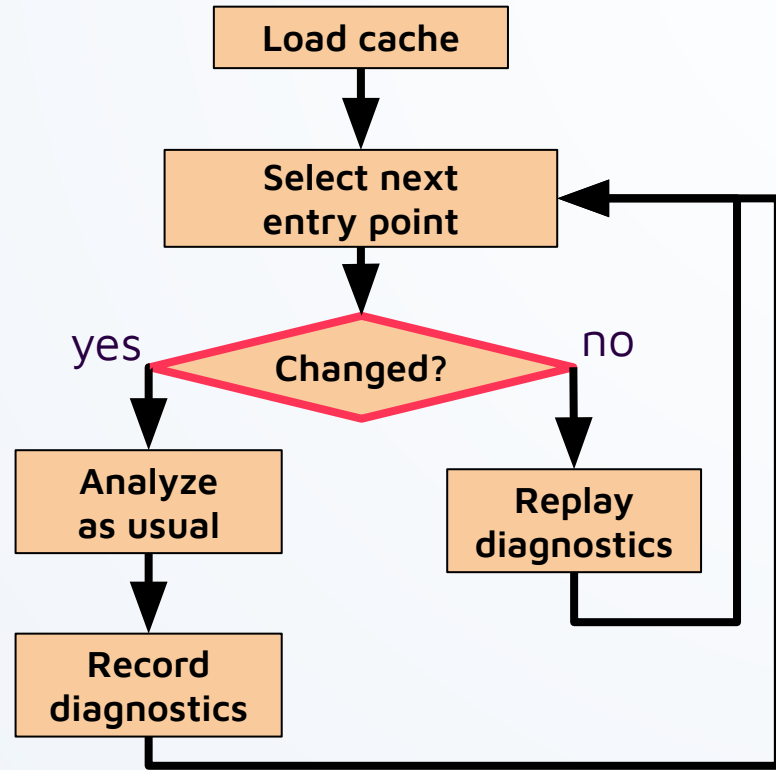 Load cache
Select next
entry point
yes
no
Changed?
Analyze
as usual
Replay
diagnostics
Record
diagnostics